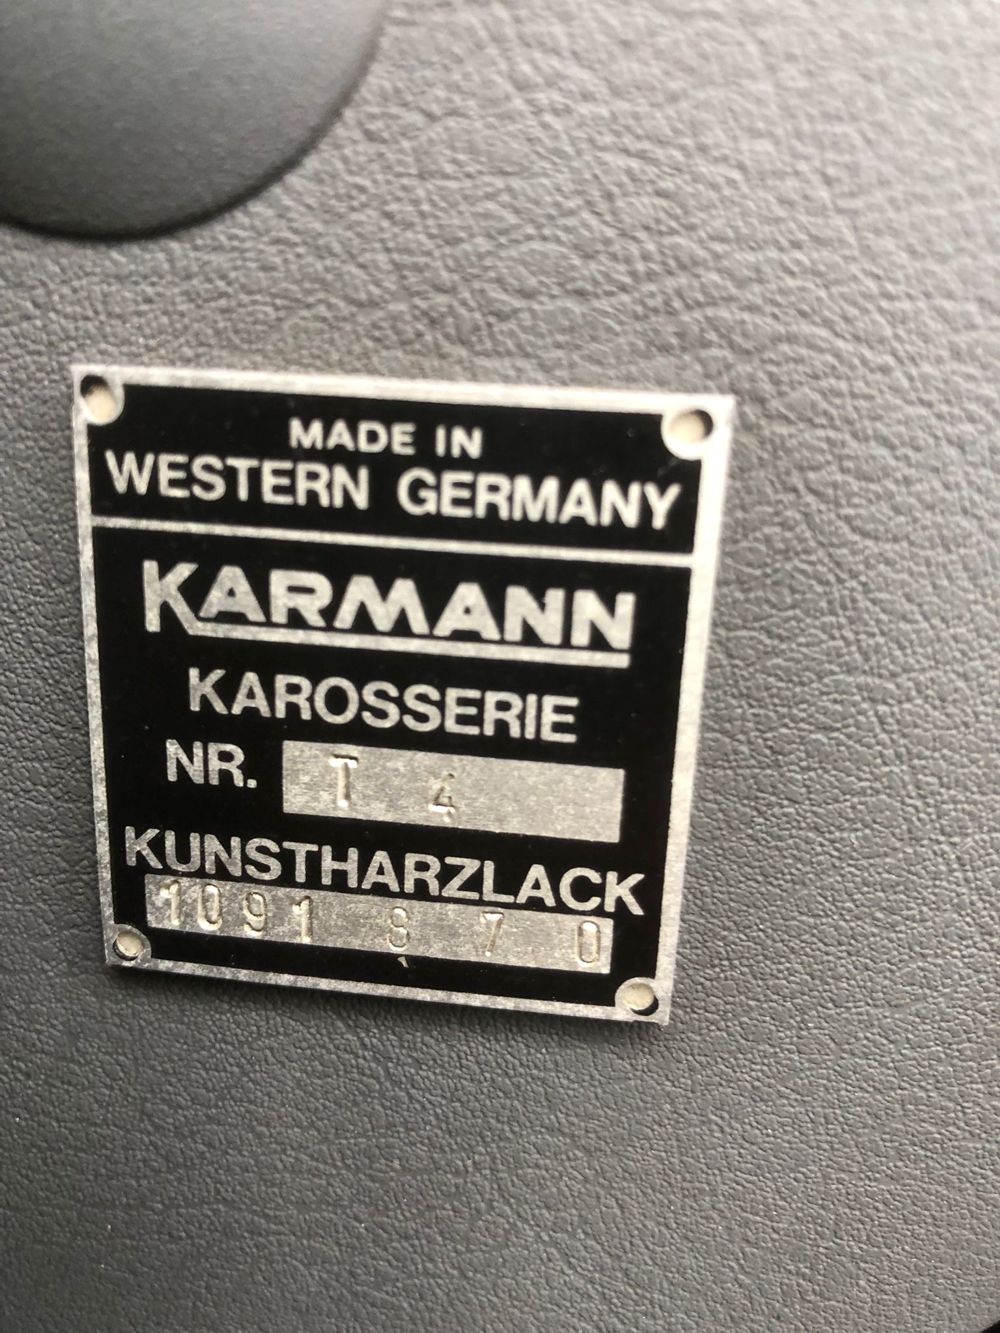 MADE IN
WESTERN GERMANY
KARMANN
KAROSSERIE
NR. T 4
KUNSTHARZLACK
1091 8 7 0